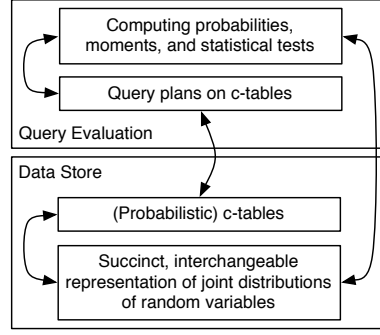 Computing probabilities,
moments, and statistical tests
Query plans on c-tables
Query Evaluation
Data Store
(Probabilistic) c-tables
Succinct, interchangeable
representation of joint distributions
of random variables